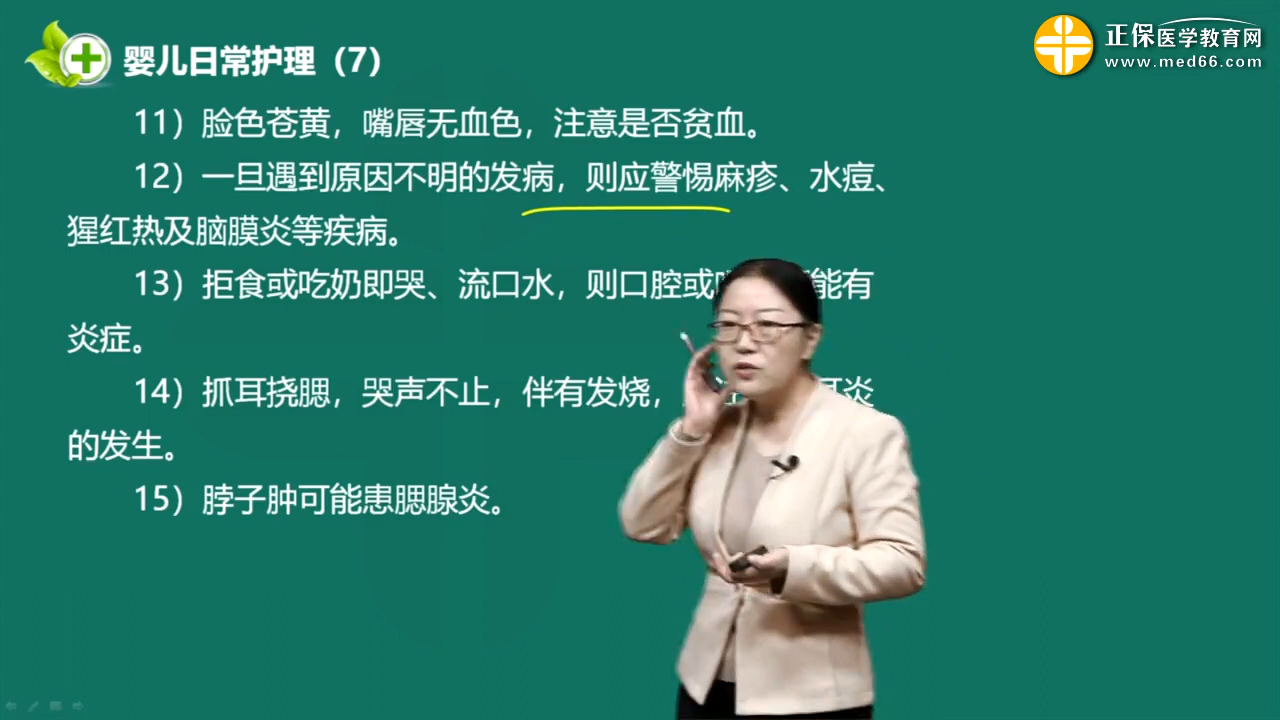 婴儿日常护理（7）
正保医学教育网
www.med66.com
11）脸色苍黄，嘴唇无血色，注意是否贫血。
12）一旦遇到原因不明的发病，则应警惕麻疹、水痘、
猩红热及脑膜炎等疾病。
13）拒食或吃奶即哭、流口水，则口腔或 能有
炎症。
14）抓耳挠腮，哭声不止，伴有发烧， 炎
的发生。
15）脖子肿可能患腮腺炎。